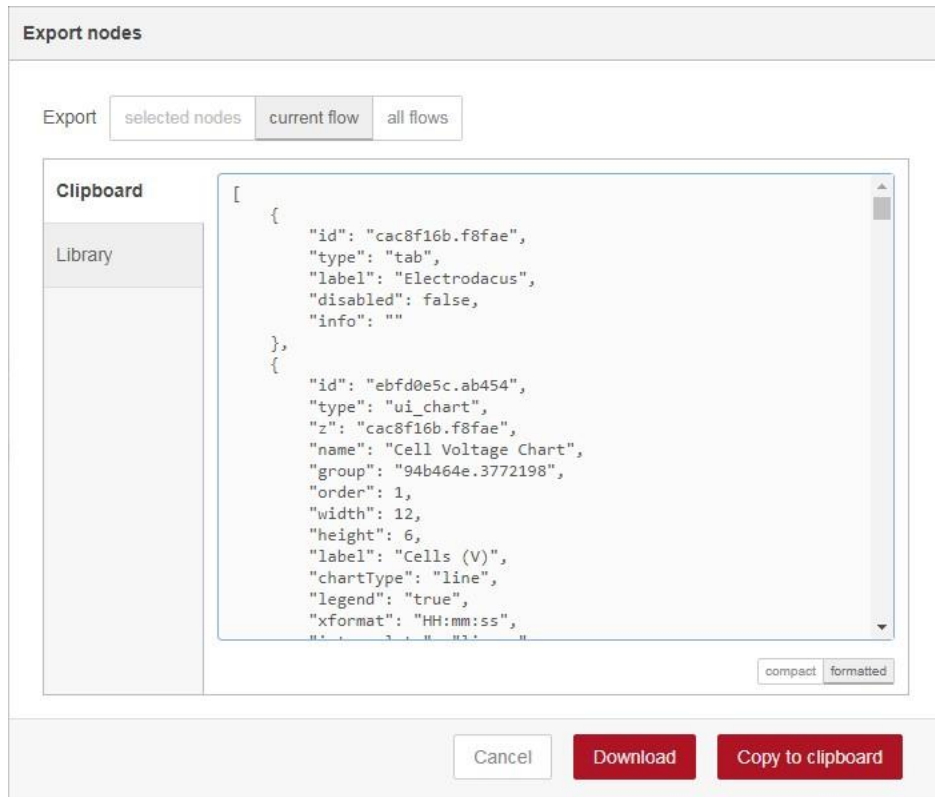 Export nodes
Export selected nodes current flow all flows
Clipboard
Library
[
    {
        "id": "cac8f16b.f8fae",
        "type": "tab",
        "label": "Electrodacus",
        "disabled": false,
        "info": ""
    },
    {
        "id": "ebfd0e5c.ab454",
        "type": "ui_chart",
        "z": "cac8f16b.f8fae",
        "name": "Cell Voltage Chart",
        "group": "94b464e.3772198",
        "order": 1,
        "width": 12,
        "height": 6,
        "label": "Cells (V)",
        "chartType": "line",
        "legend": "true",
        "xformat": "HH:mm:ss",
compact formatted
Cancel Download Copy to clipboard